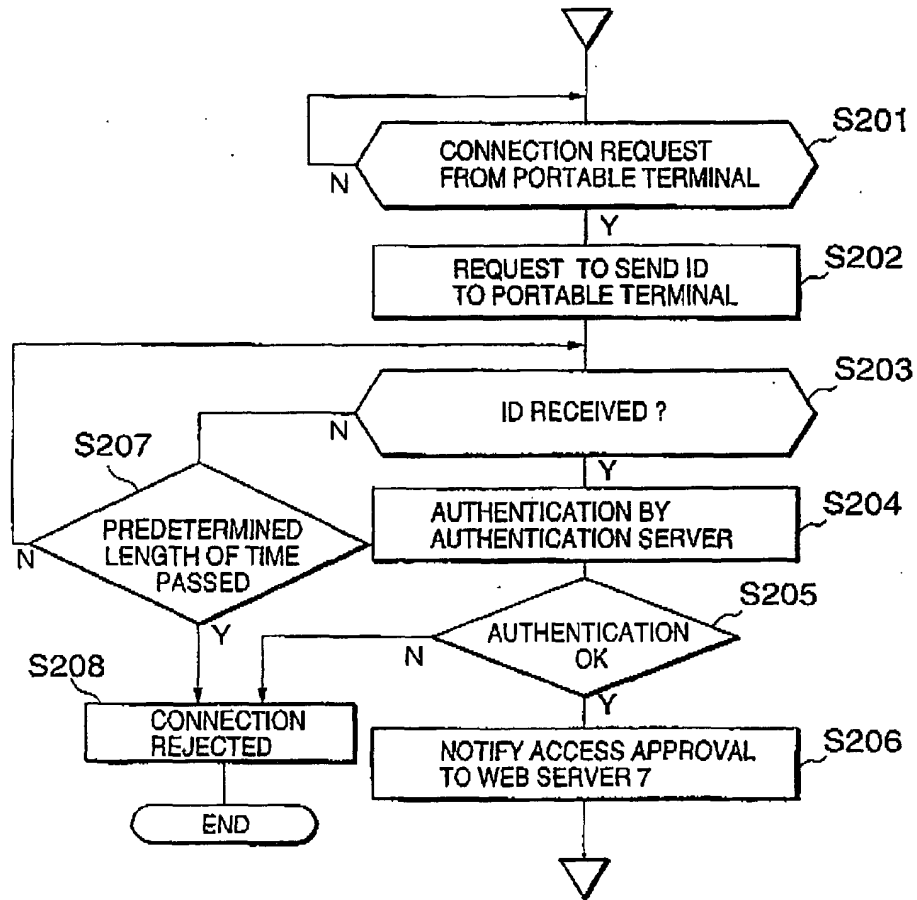 S201
CONNECTION REQUEST
FROM PORTABLE TERMINAL
N
Y
S202
REQUEST TO SEND ID
TO PORTABLE TERMINAL
S203
ID RECEIVED ?
N
Y
S207
PREDETERMINED
LENGTH OF TIME
PASSED
N
Y
S204
AUTHENTICATION BY
AUTHENTICATION SERVER
S205
AUTHENTICATION
OK
N
Y
S208
CONNECTION
REJECTED
S206
NOTIFY ACCESS APPROVAL
TO WEB SERVER 7
END